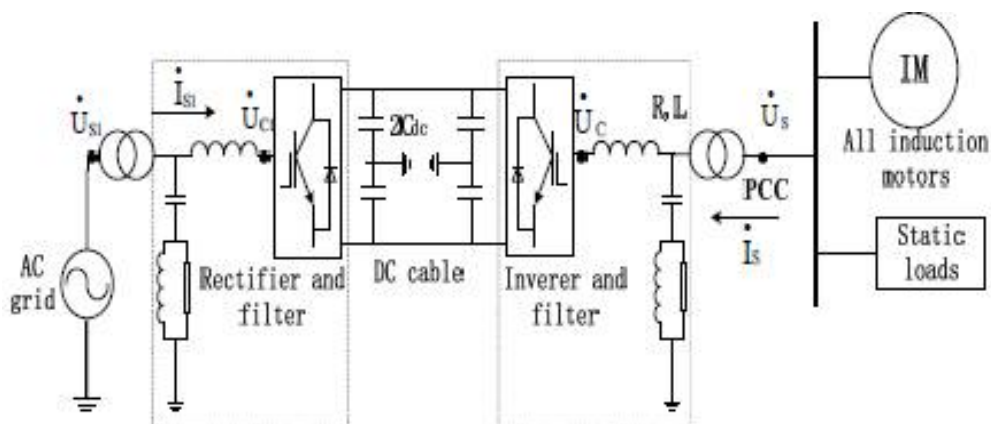 U̇S1
İS1
U̇C1
2Cdc
U̇C
R,L
U̇S
IM
All induction
motors
PCC
İS
Static
loads
AC
grid
Rectifier and
filter
DC cable
Inverer and
filter